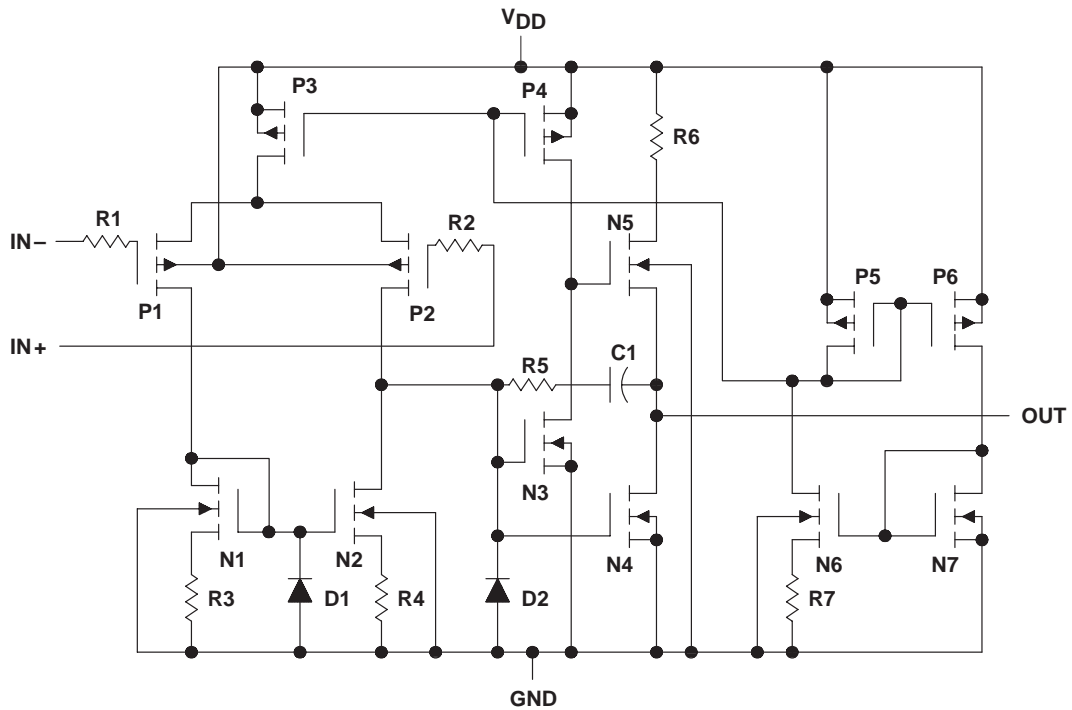 VDD
P3
P4
R6
R1
R2
N5
IN−
P5
P6
P1
P2
IN+
R5
C1
OUT
N3
N1
N2
N4
N6
N7
R3
D1
R4
D2
R7
GND